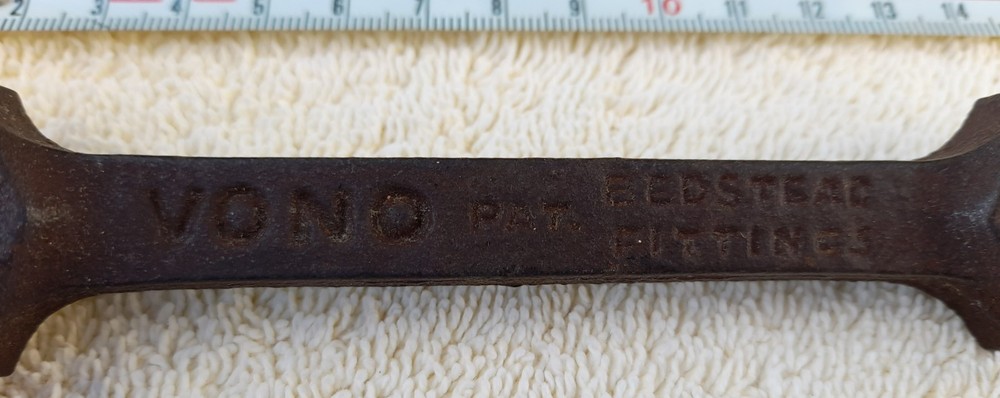 2 3 4 5 6 7 8 9 10 11 12 13 14
VONO PAT. BEDSTEAD
FITTINGS